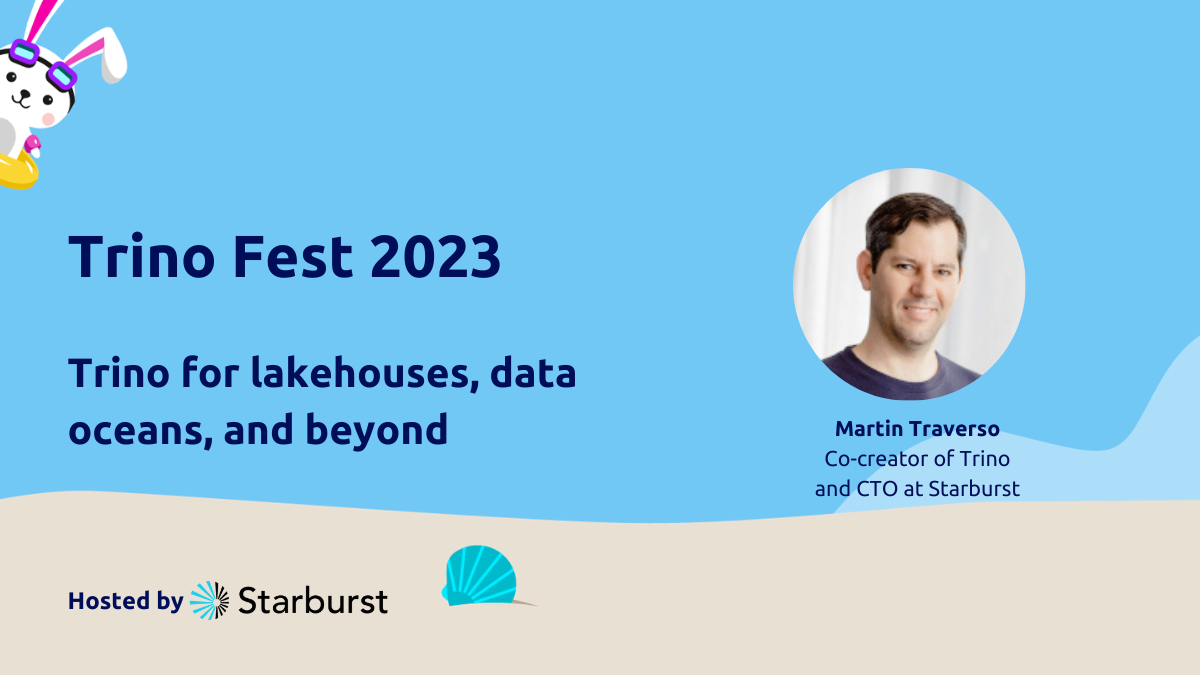 Trino Fest 2023
Trino for lakehouses, data
oceans, and beyond
Martin Traverso
Co-creator of Trino
and CTO at Starburst
Hosted by Starburst